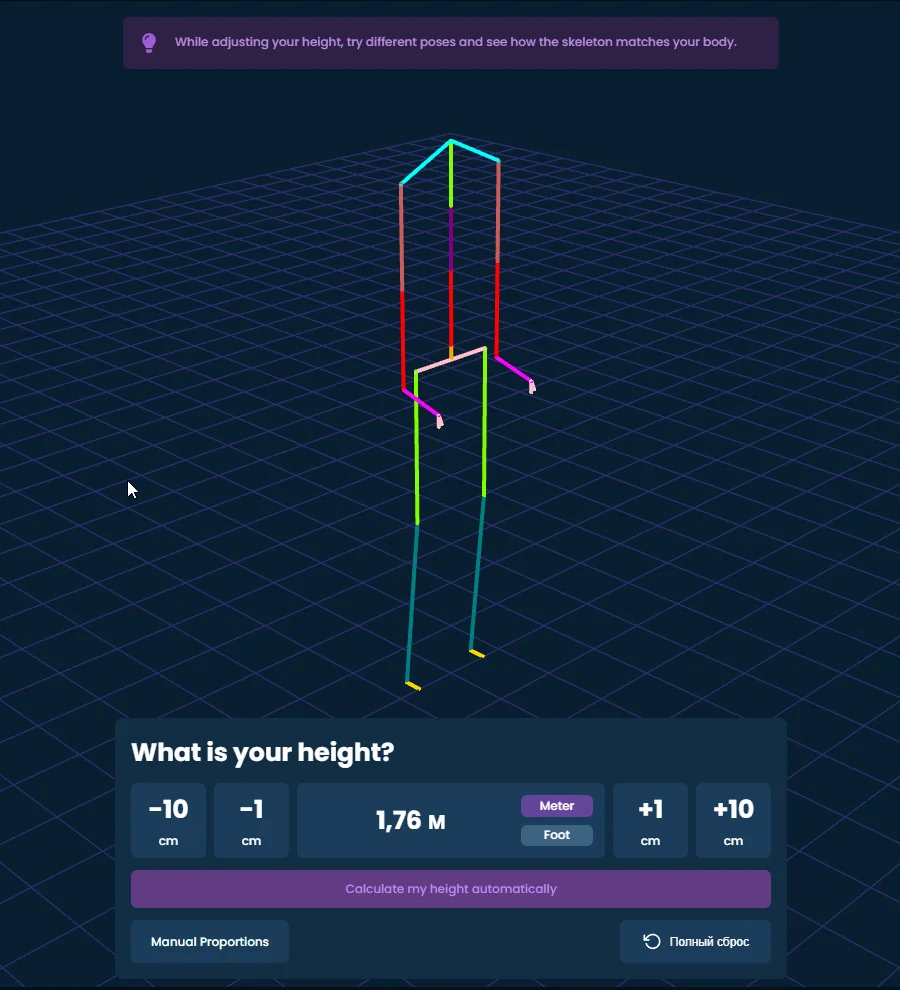 While adjusting your height, try different poses and see how the skeleton matches your body.
What is your height?
−10
cm
−1
cm
1,76 м
Meter
Foot
+1
cm
+10
cm
Calculate my height automatically
Manual Proportions
Полный сброс